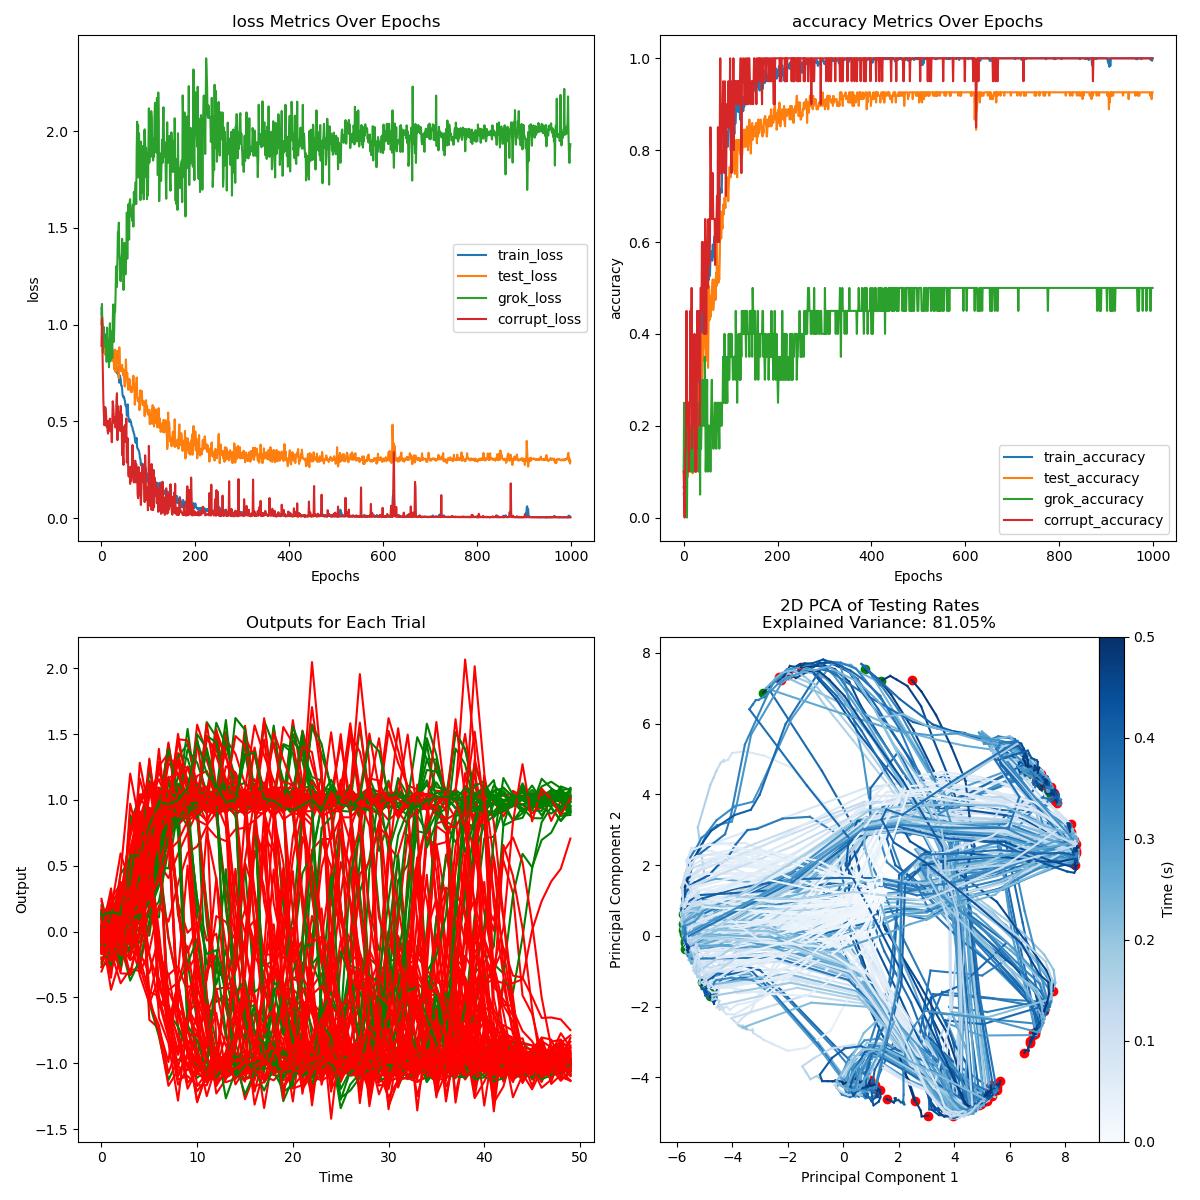 loss Metrics Over Epochs
loss
2.0
1.5
1.0
0.5
0.0
0 200 400 600 800 1000
Epochs
train_loss
test_loss
grok_loss
corrupt_loss
accuracy Metrics Over Epochs
accuracy
1.0
0.8
0.6
0.4
0.2
0.0
0 200 400 600 800 1000
Epochs
train_accuracy
test_accuracy
grok_accuracy
corrupt_accuracy
Outputs for Each Trial
Output
2.0
1.5
1.0
0.5
0.0
−0.5
−1.0
−1.5
0 10 20 30 40 50
Time
2D PCA of Testing Rates
Explained Variance: 81.05%
Principal Component 2
8
6
4
2
0
−2
−4
−6 −4 −2 0 2 4 6 8
Principal Component 1
0.5
0.4
0.3
0.2
0.1
0.0
Time (s)